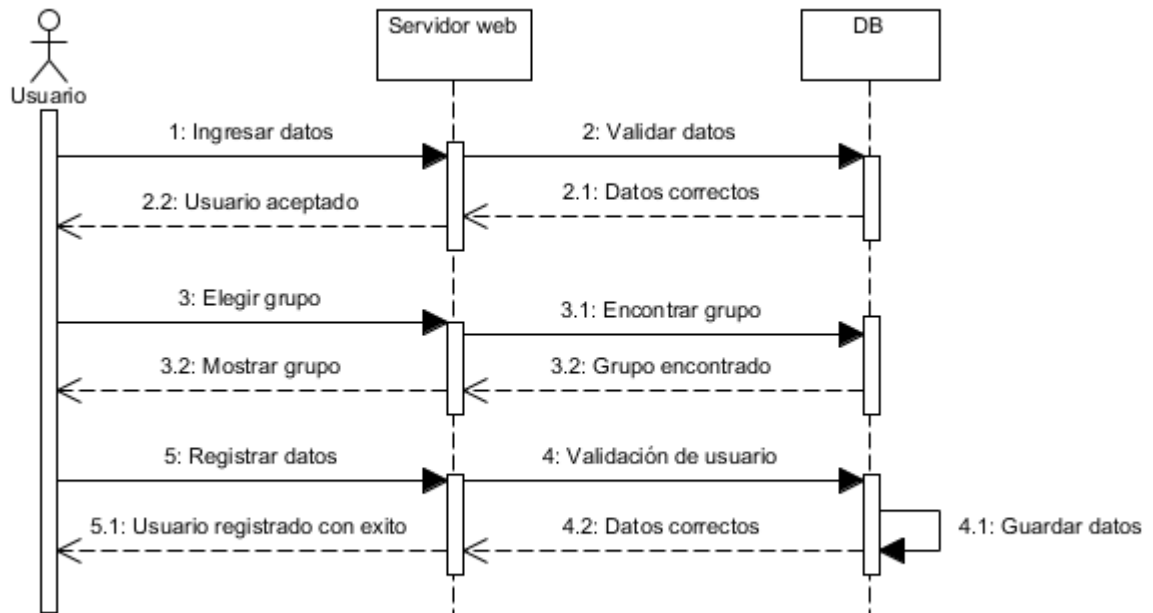 Servidor web
DB
Usuario
1: Ingresar datos
2: Validar datos
2.2: Usuario aceptado
2.1: Datos correctos
3: Elegir grupo
3.1: Encontrar grupo
3.2: Mostrar grupo
3.2: Grupo encontrado
5: Registrar datos
4: Validación de usuario
5.1: Usuario registrado con exito
4.2: Datos correctos
4.1: Guardar datos